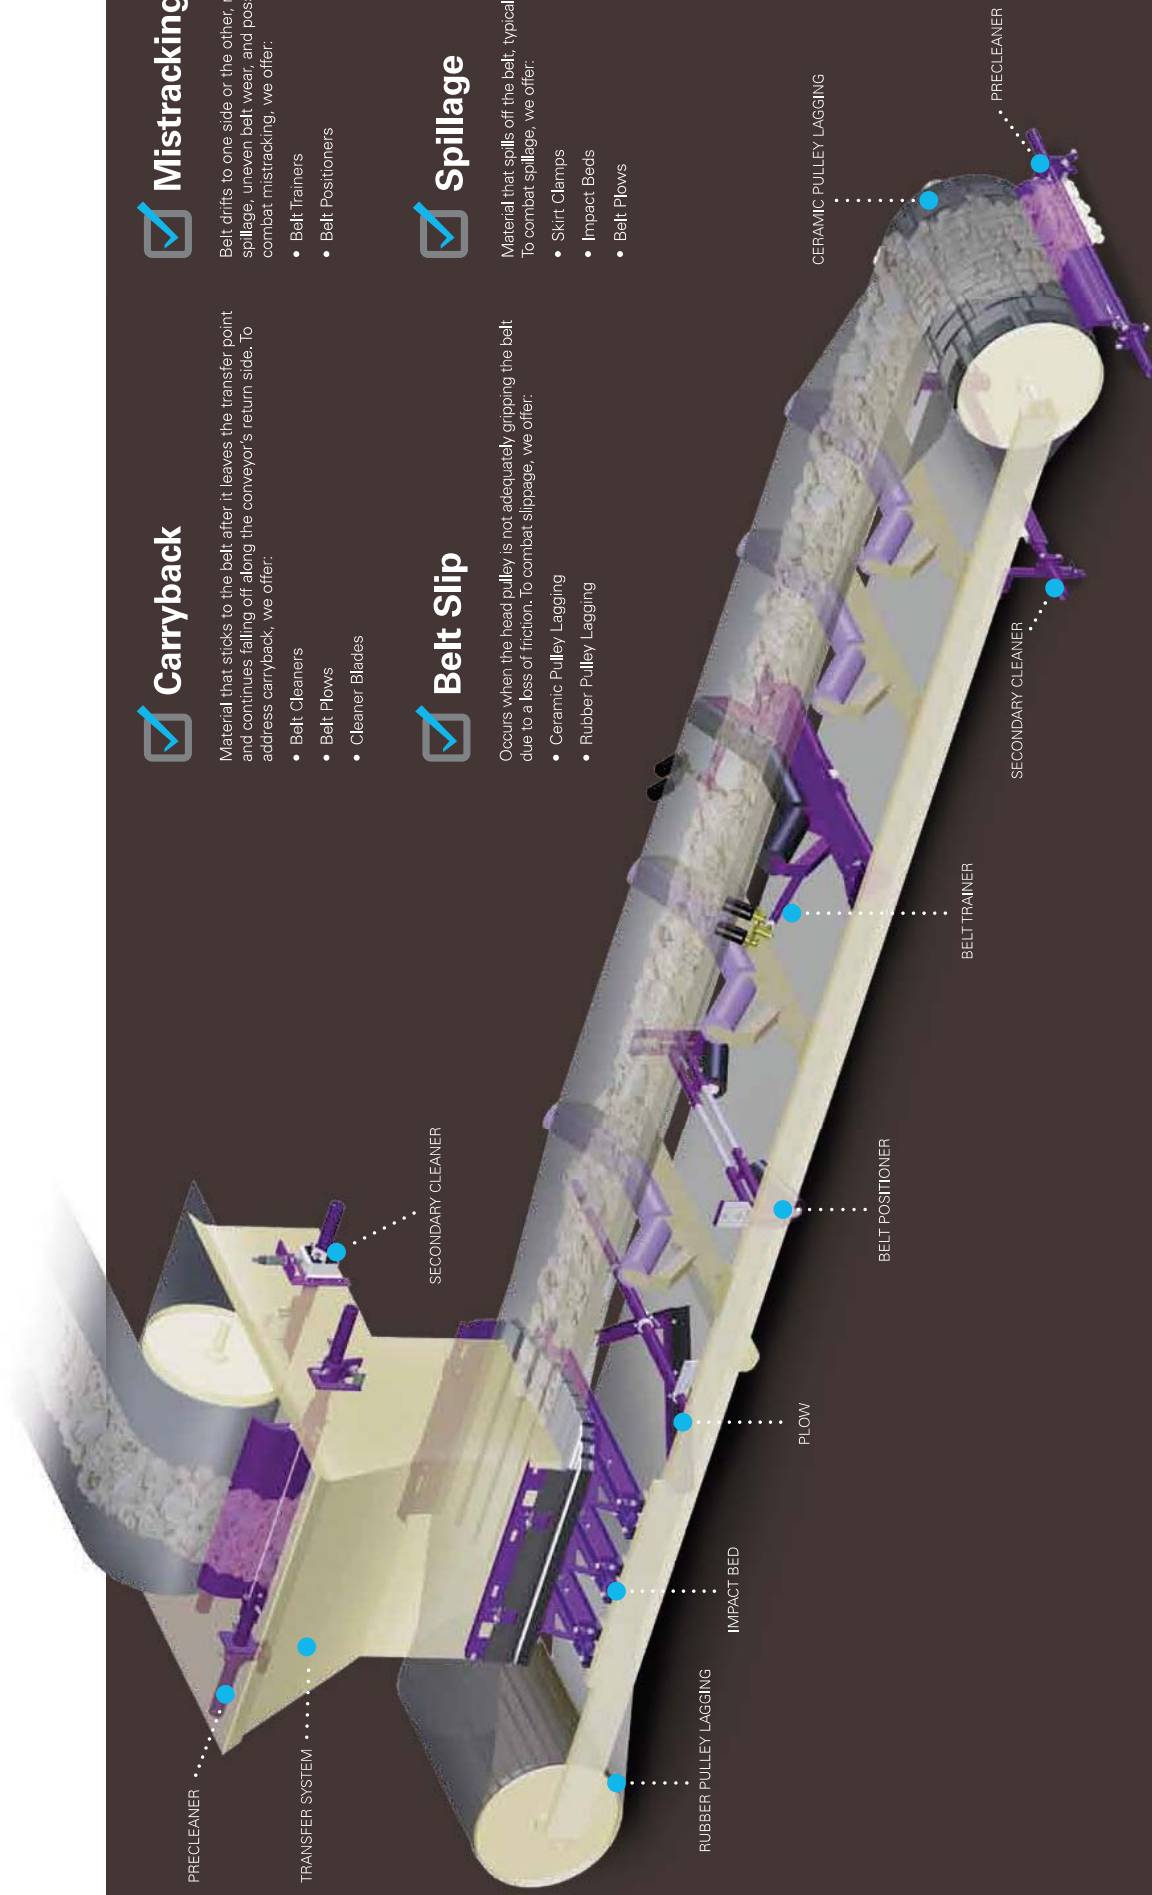 Carryback
Material that sticks to the belt after it leaves the transfer point
and continues falling off along the conveyor's return side. To
address carryback, we offer:
• Belt Cleaners
• Belt Plows
• Cleaner Blades
Mistracking
Belt drifts to one side or the other,
spillage, uneven belt wear, and
combat mistracking, we offer:
• Belt Trainers
• Belt Positioners
Belt Slip
Occurs when the head pulley is not adequately gripping the belt
due to a loss of friction. To combat slippage, we offer:
• Ceramic Pulley Lagging
• Rubber Pulley Lagging
Spillage
Material that spills off the belt,
To combat spillage, we offer:
• Skirt Clamps
• Impact Beds
• Belt Plows
PRECLEANER
TRANSFER SYSTEM
SECONDARY CLEANER
RUBBER PULLEY LAGGING
IMPACT BED
PLOW
BELT POSITIONER
BELT TRAINER
SECONDARY CLEANER
CERAMIC PULLEY LAGGING
PRECLEANER